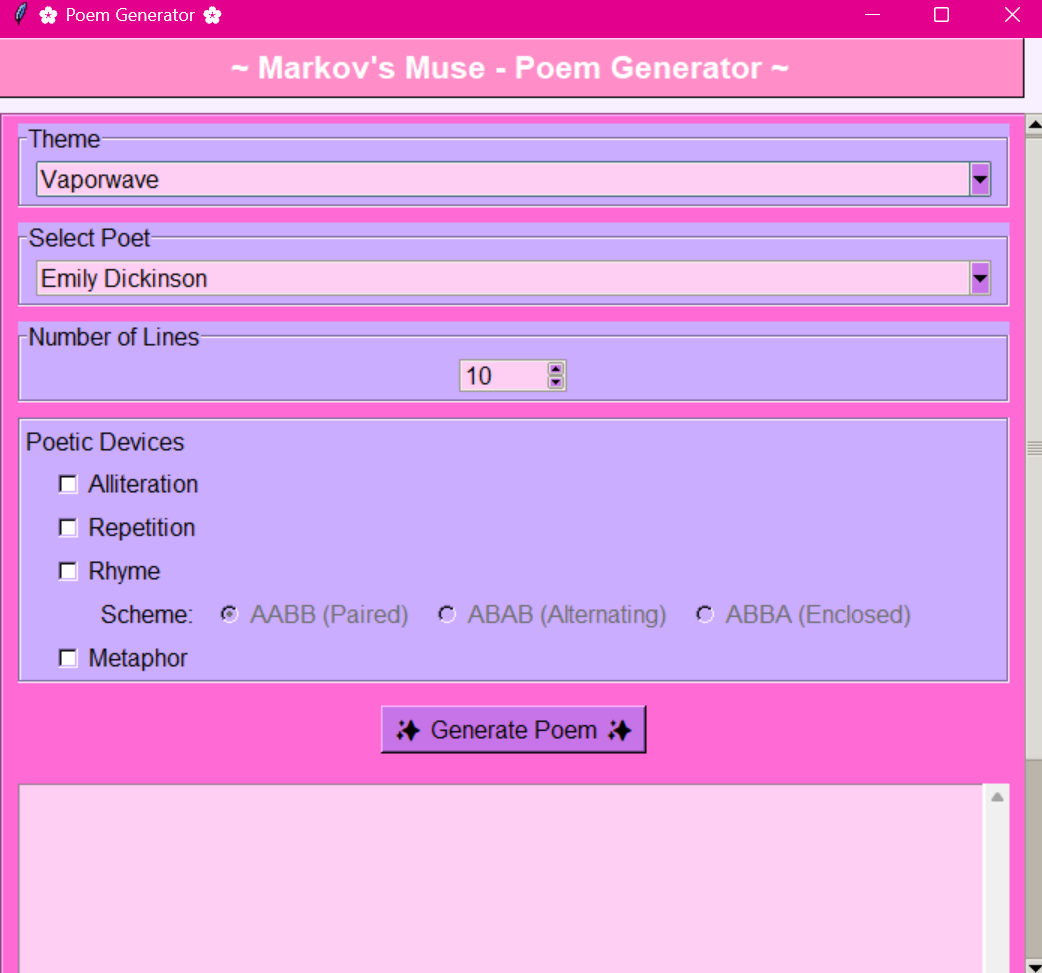 Poem Generator
~ Markov's Muse - Poem Generator ~
Theme
Vaporwave
Select Poet
Emily Dickinson
Number of Lines
10
Poetic Devices
Alliteration
Repetition
Rhyme
Scheme: AABB (Paired) ABAB (Alternating) ABBA (Enclosed)
Metaphor
Generate Poem